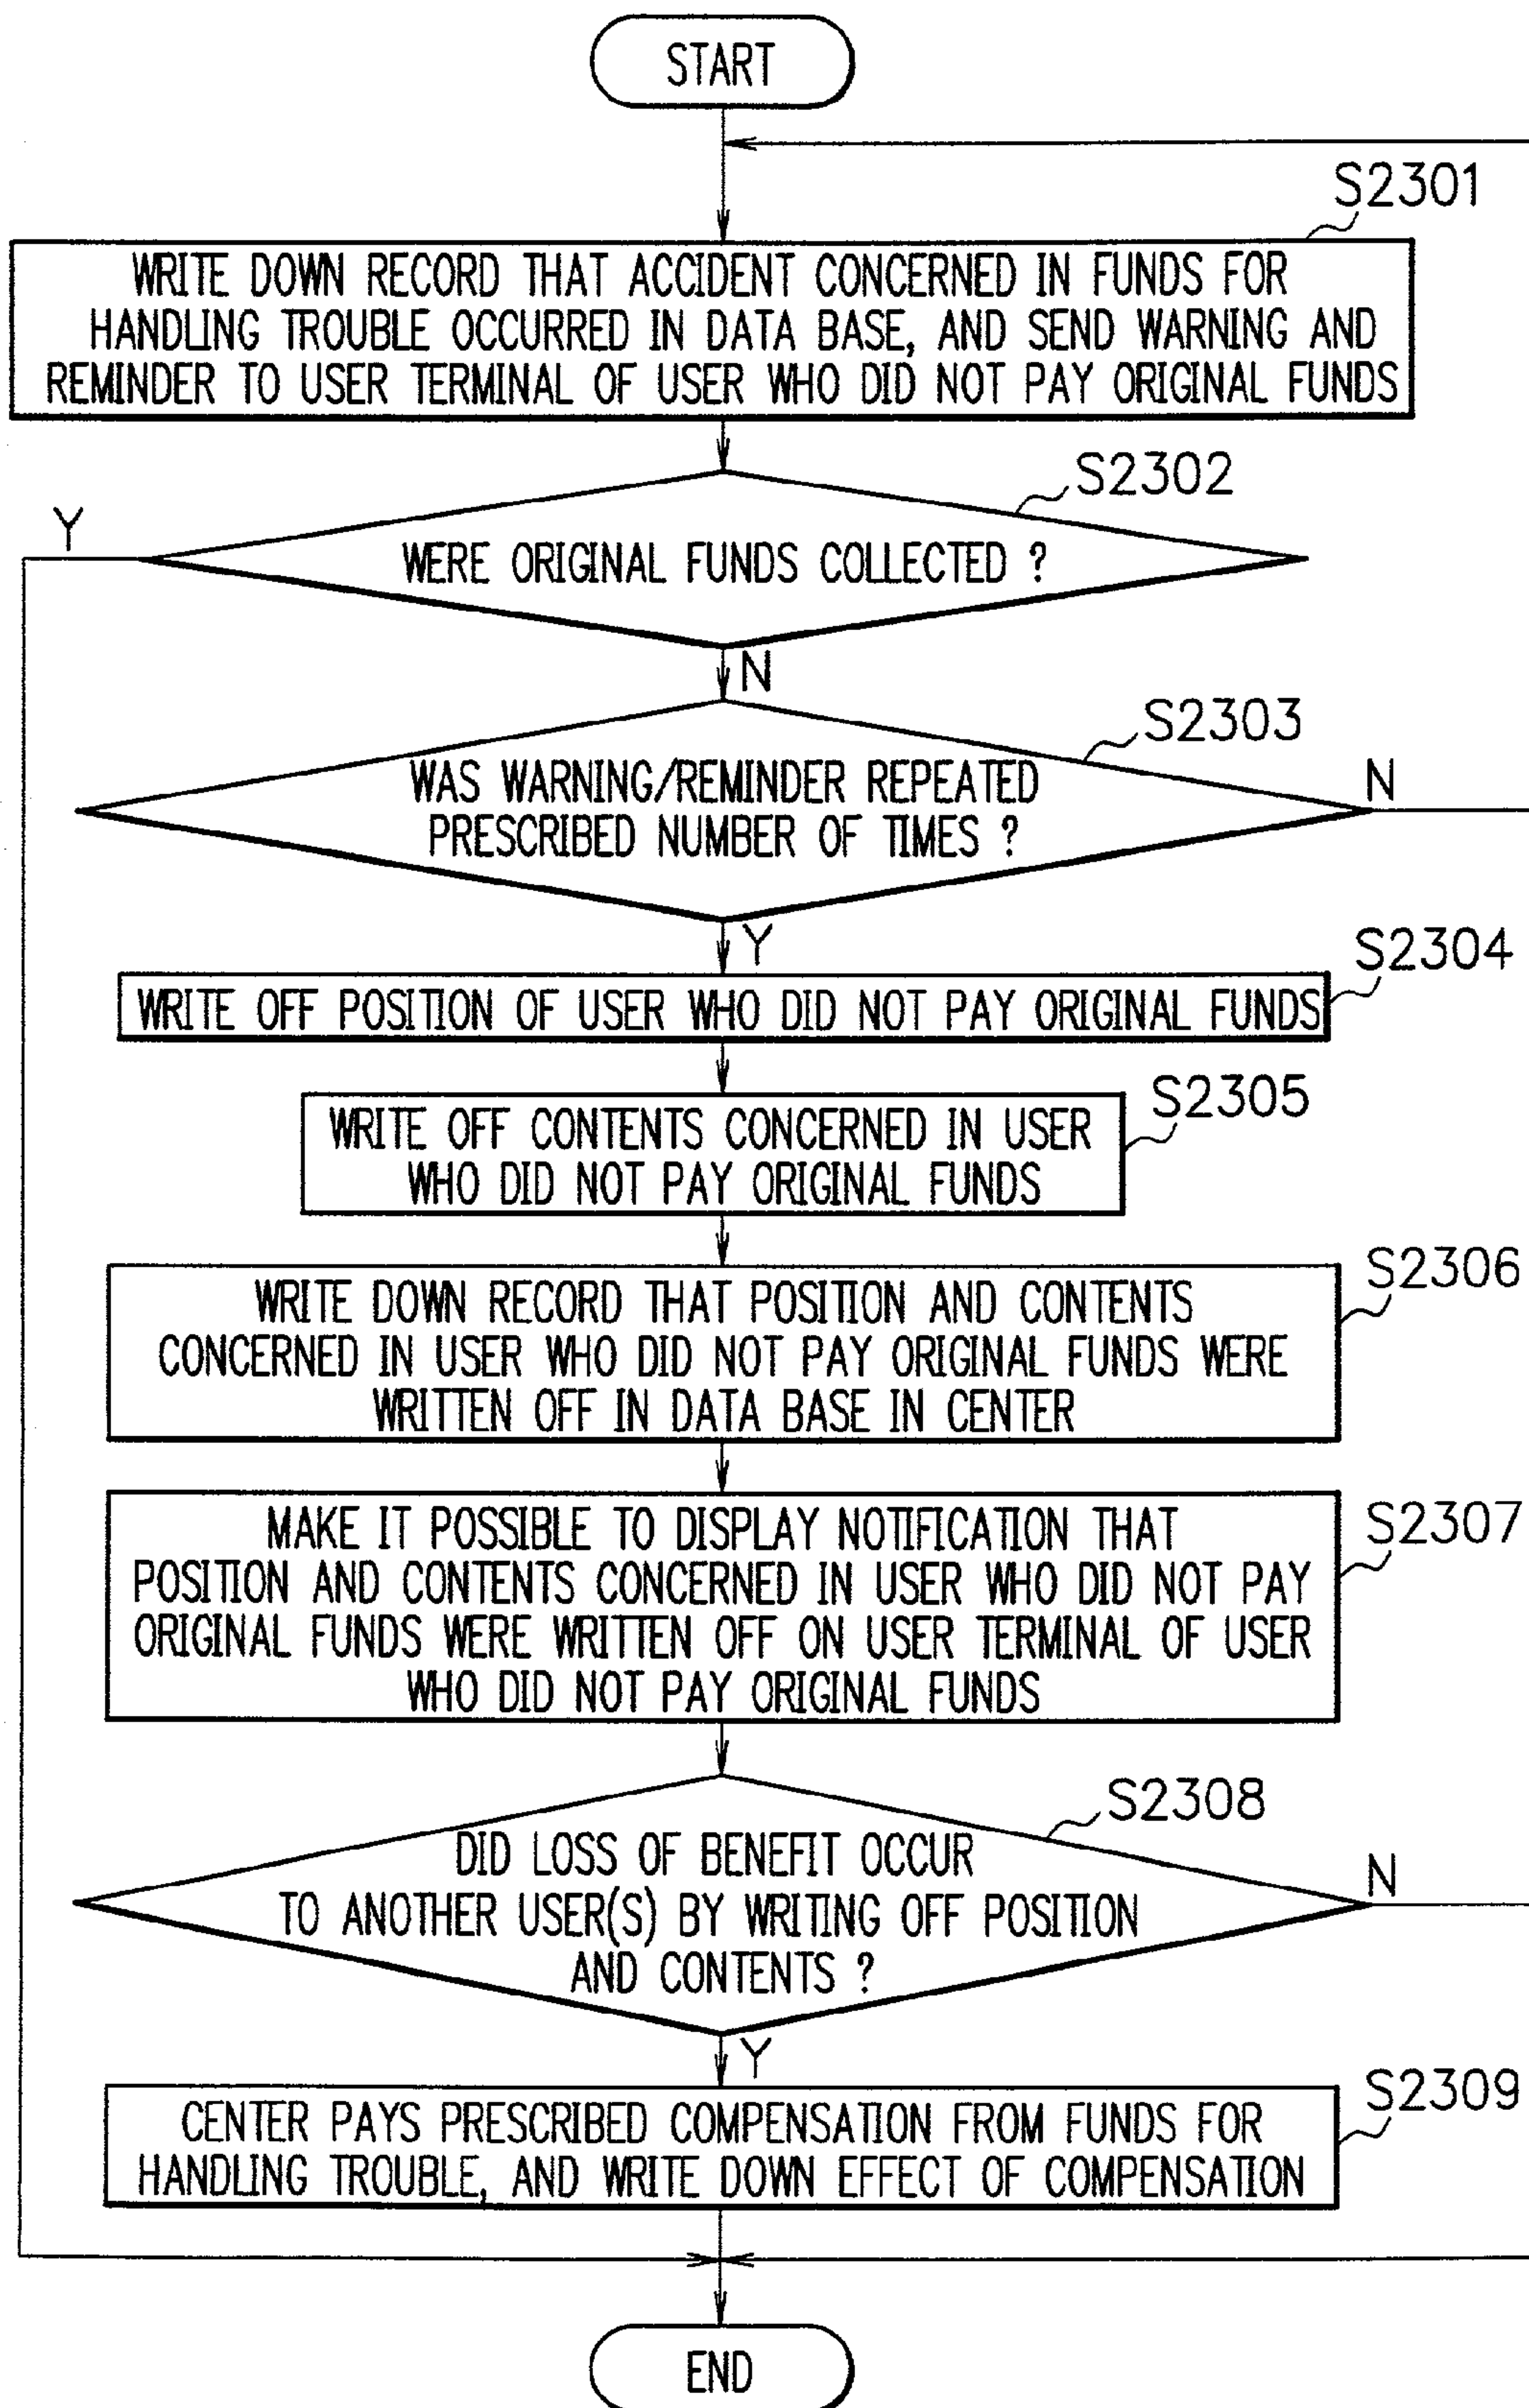 START
S2301
WRITE DOWN RECORD THAT ACCIDENT CONCERNED IN FUNDS FOR
HANDLING TROUBLE OCCURRED IN DATA BASE, AND SEND WARNING AND
REMINDER TO USER TERMINAL OF USER WHO DID NOT PAY ORIGINAL FUNDS
S2302
Y
WERE ORIGINAL FUNDS COLLECTED ?
N
S2303
WAS WARNING/REMINDER REPEATED
PRESCRIBED NUMBER OF TIMES ?
N
Y
S2304
WRITE OFF POSITION OF USER WHO DID NOT PAY ORIGINAL FUNDS
S2305
WRITE OFF CONTENTS CONCERNED IN USER
WHO DID NOT PAY ORIGINAL FUNDS
S2306
WRITE DOWN RECORD THAT POSITION AND CONTENTS
CONCERNED IN USER WHO DID NOT PAY ORIGINAL FUNDS WERE
WRITTEN OFF IN DATA BASE IN CENTER
S2307
MAKE IT POSSIBLE TO DISPLAY NOTIFICATION THAT
POSITION AND CONTENTS CONCERNED IN USER WHO DID NOT PAY
ORIGINAL FUNDS WERE WRITTEN OFF ON USER TERMINAL OF USER
WHO DID NOT PAY ORIGINAL FUNDS
S2308
DID LOSS OF BENEFIT OCCUR
TO ANOTHER USER(S) BY WRITING OFF POSITION
AND CONTENTS ?
N
Y
S2309
CENTER PAYS PRESCRIBED COMPENSATION FROM FUNDS FOR
HANDLING TROUBLE, AND WRITE DOWN EFFECT OF COMPENSATION
END